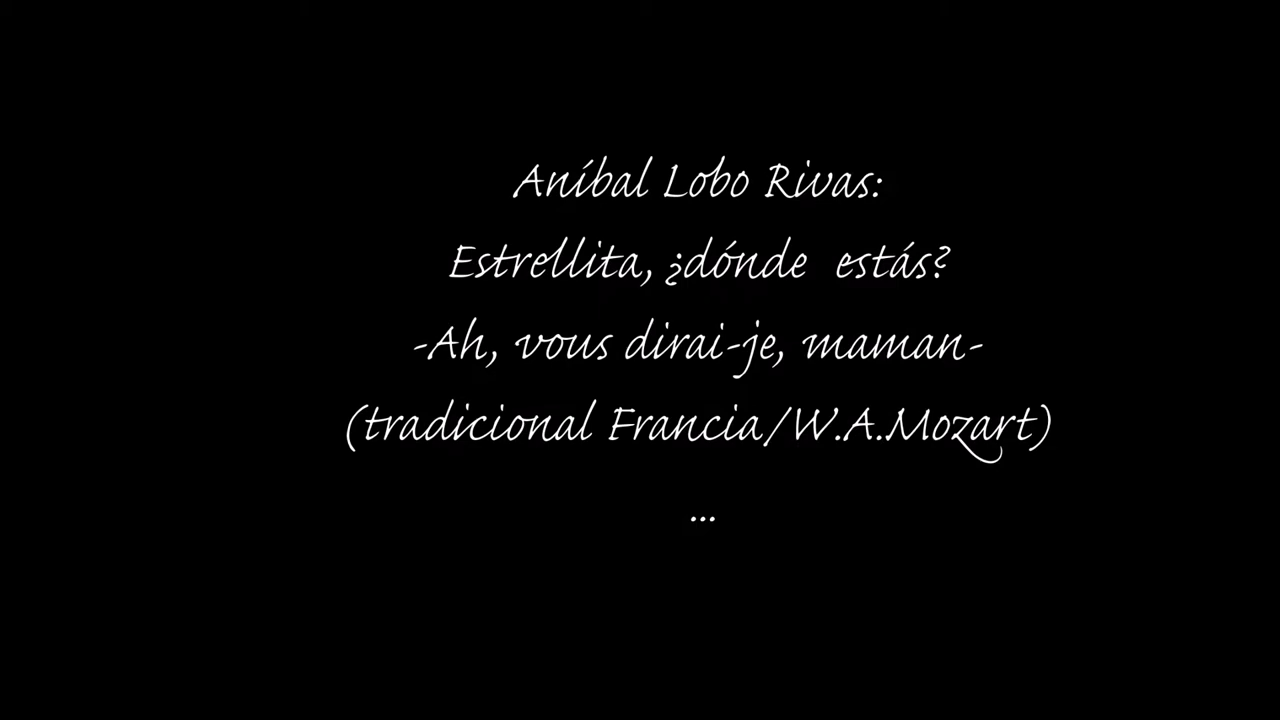 Aníbal Lobo Rivas:
Estrellita, ¿dónde estás?
-Ah, vous dirai-je, maman-
(tradicional Francia/W.A.Mozart)
...